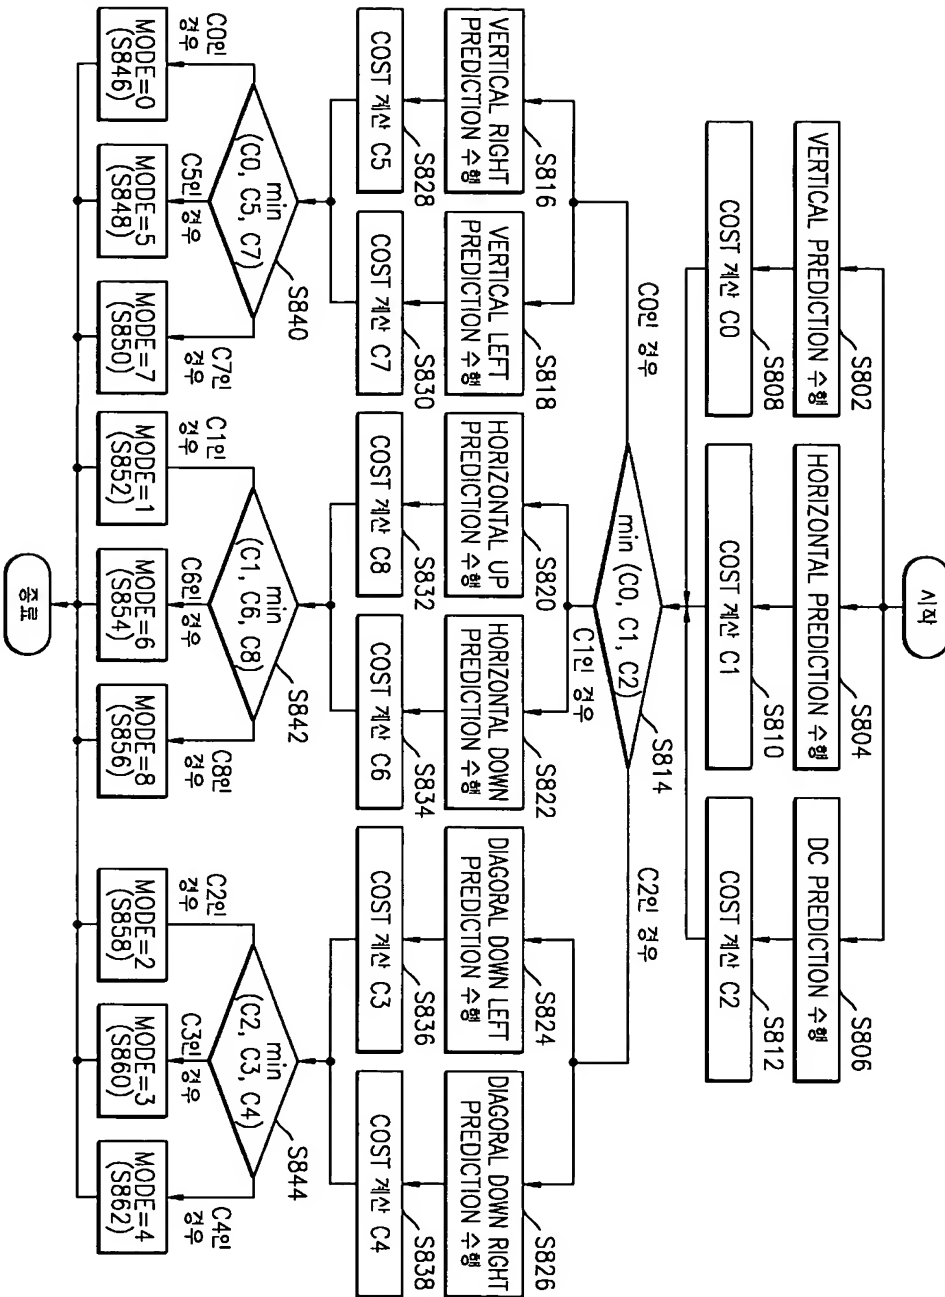 시작
VERTICAL PREDICTION 수행
S802
HORIZONTAL PREDICTION 수행
S804
DC PREDICTION 수행
S806
COST 계산 C0
S808
COST 계산 C1
S810
COST 계산 C2
S812
min (C0, C1, C2)
S814
C0인 경우
C1인 경우
C2인 경우
VERTICAL RIGHT
PREDICTION 수행
S816
VERTICAL LEFT
PREDICTION 수행
S818
HORIZONTAL UP
PREDICTION 수행
S820
HORIZONTAL DOWN
PREDICTION 수행
S822
DIAGORAL DOWN LEFT
PREDICTION 수행
S824
DIAGORAL DOWN RIGHT
PREDICTION 수행
S826
COST 계산 C5
S828
COST 계산 C7
S830
COST 계산 C8
S832
COST 계산 C6
S834
COST 계산 C3
S836
COST 계산 C4
S838
min
(C0, C5, C7)
S840
min
(C1, C6, C8)
S842
min
(C2, C3, C4)
S844
C0인
경우
C5인 경우
C7인
경우
C1인
경우
C6인 경우
C8인
경우
C2인
경우
C3인 경우
C4인
경우
MODE=0
(S846)
MODE=5
(S848)
MODE=7
(S850)
MODE=1
(S852)
MODE=6
(S854)
MODE=8
(S856)
MODE=2
(S858)
MODE=3
(S860)
MODE=4
(S862)
종료